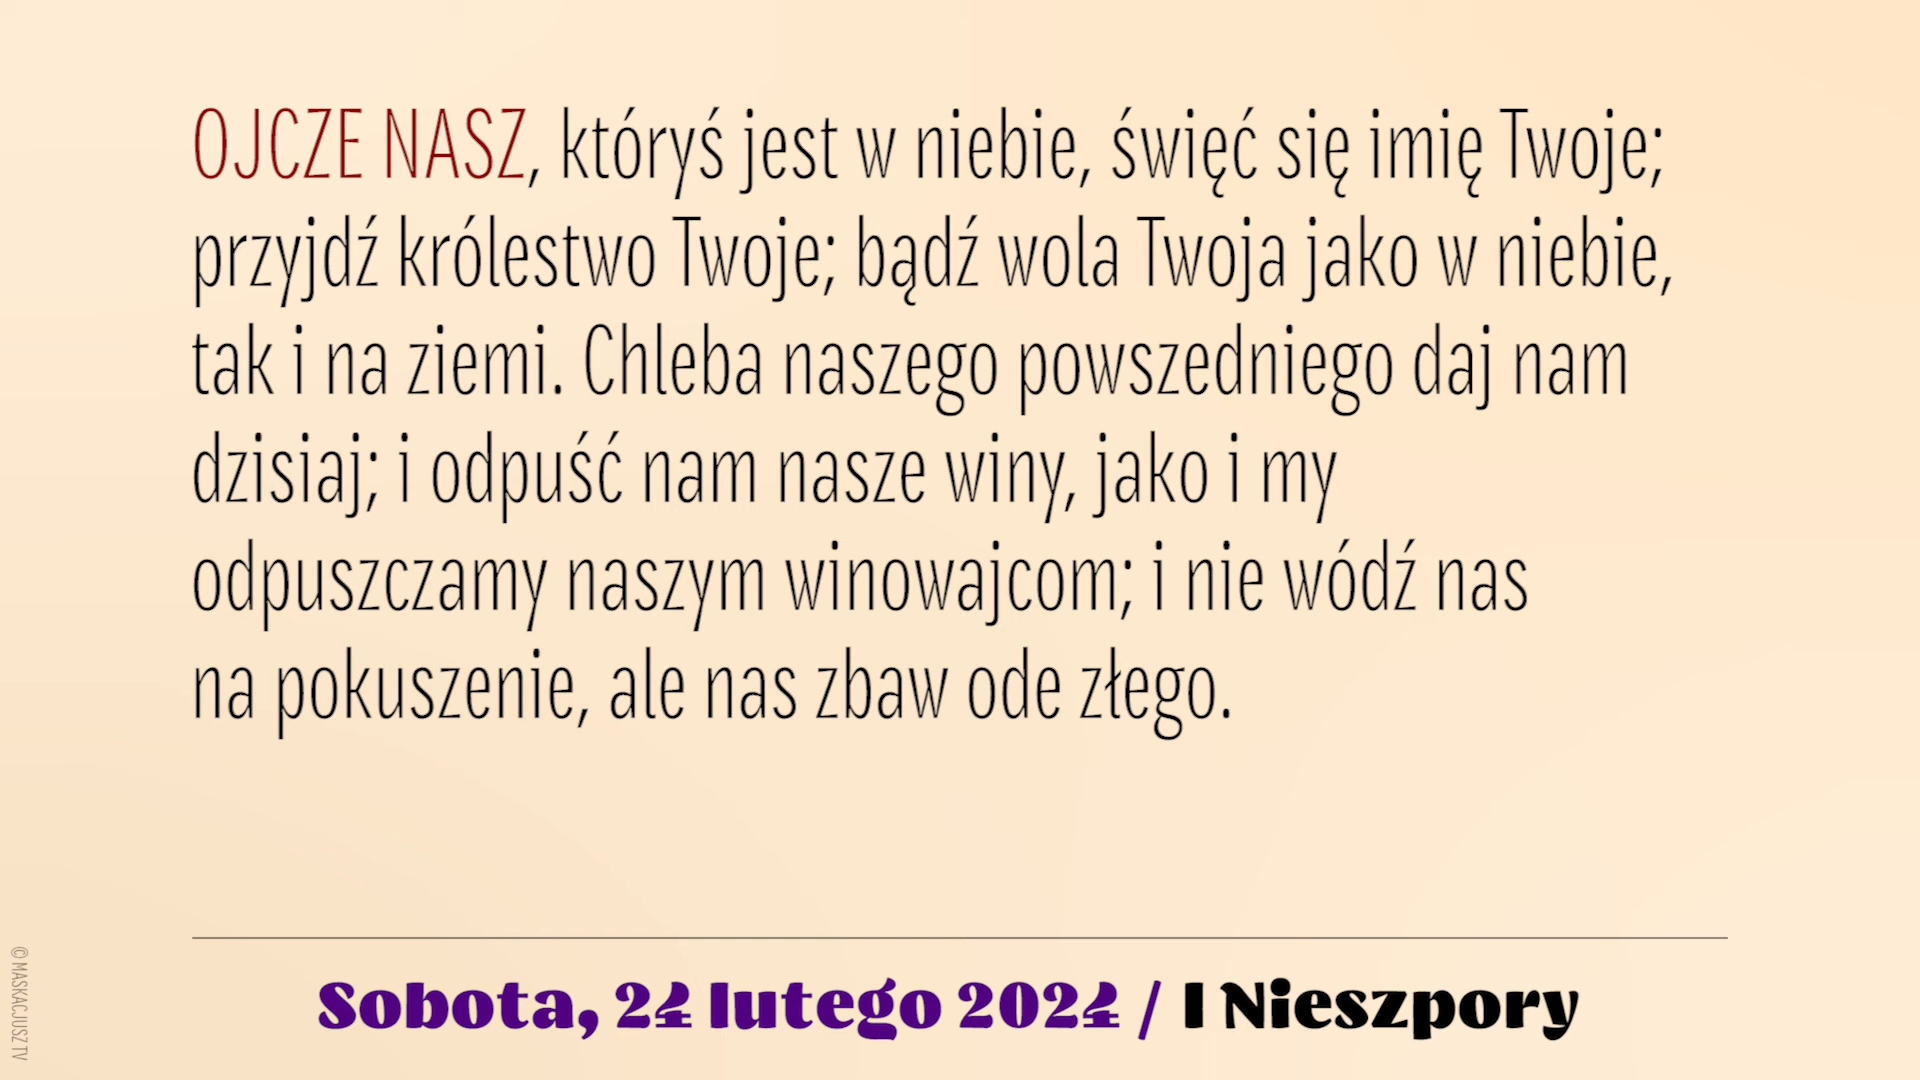 OJCZE NASZ, któryś jest w niebie, święć się imię Twoje;
przyjdź królestwo Twoje; bądź wola Twoja jako w niebie,
tak i na ziemi. Chleba naszego powszedniego daj nam
dzisiaj; i odpuść nam nasze winy, jako i my
odpuszczamy naszym winowajcom; i nie wódź nas
na pokuszenie, ale nas zbaw ode złego.
Sobota, 24 lutego 2024 / I Nieszpory
© MASKACJUSZ TV